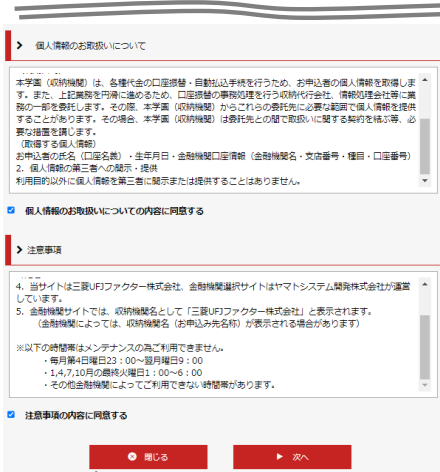 個人情報のお取扱いについて
本学園（収納機関）は、各種代金の口座振替・自動払込手続を行うため、お申込者の個人情報を取得しま
す。また、上記業務を円滑に進めるため、口座振替の事務処理を行う収納代行会社、情報処理会社等に業
務の一部を委託します。その際、本学園（収納機関）からこれらの委託先に必要な範囲で個人情報を提供
することがあります。その場合、本学園（収納機関）は委託先との間で取扱いに関する契約を結ぶ等、必
要な措置を講じます。
（取得する個人情報）
お申込者の氏名（口座名義）・生年月日・金融機関口座情報（金融機関名・支店番号・種目・口座番号）
2．個人情報の第三者への開示・提供
利用目的以外に個人情報を第三者に開示または提供することはありません。
個人情報のお取扱いについての内容に同意する
注意事項
4．当サイトは三菱UFJファクター株式会社、金融機関選択サイトはヤマトシステム開発株式会社が運営
しています。
5．金融機関サイトでは、収納機関名として「三菱UFJファクター株式会社」と表示されます。
（金融機関によっては、収納機関名（お申込み先名称）が表示される場合があります）
※以下の時間帯はメンテナンスの為ご利用できません。
・毎月第4日曜日23：00～翌月曜日9：00
・1,4,7,10月の最終火曜日1：00～6：00
・その他金融機関によってご利用できない時間帯があります。
注意事項の内容に同意する
閉じる
次へ